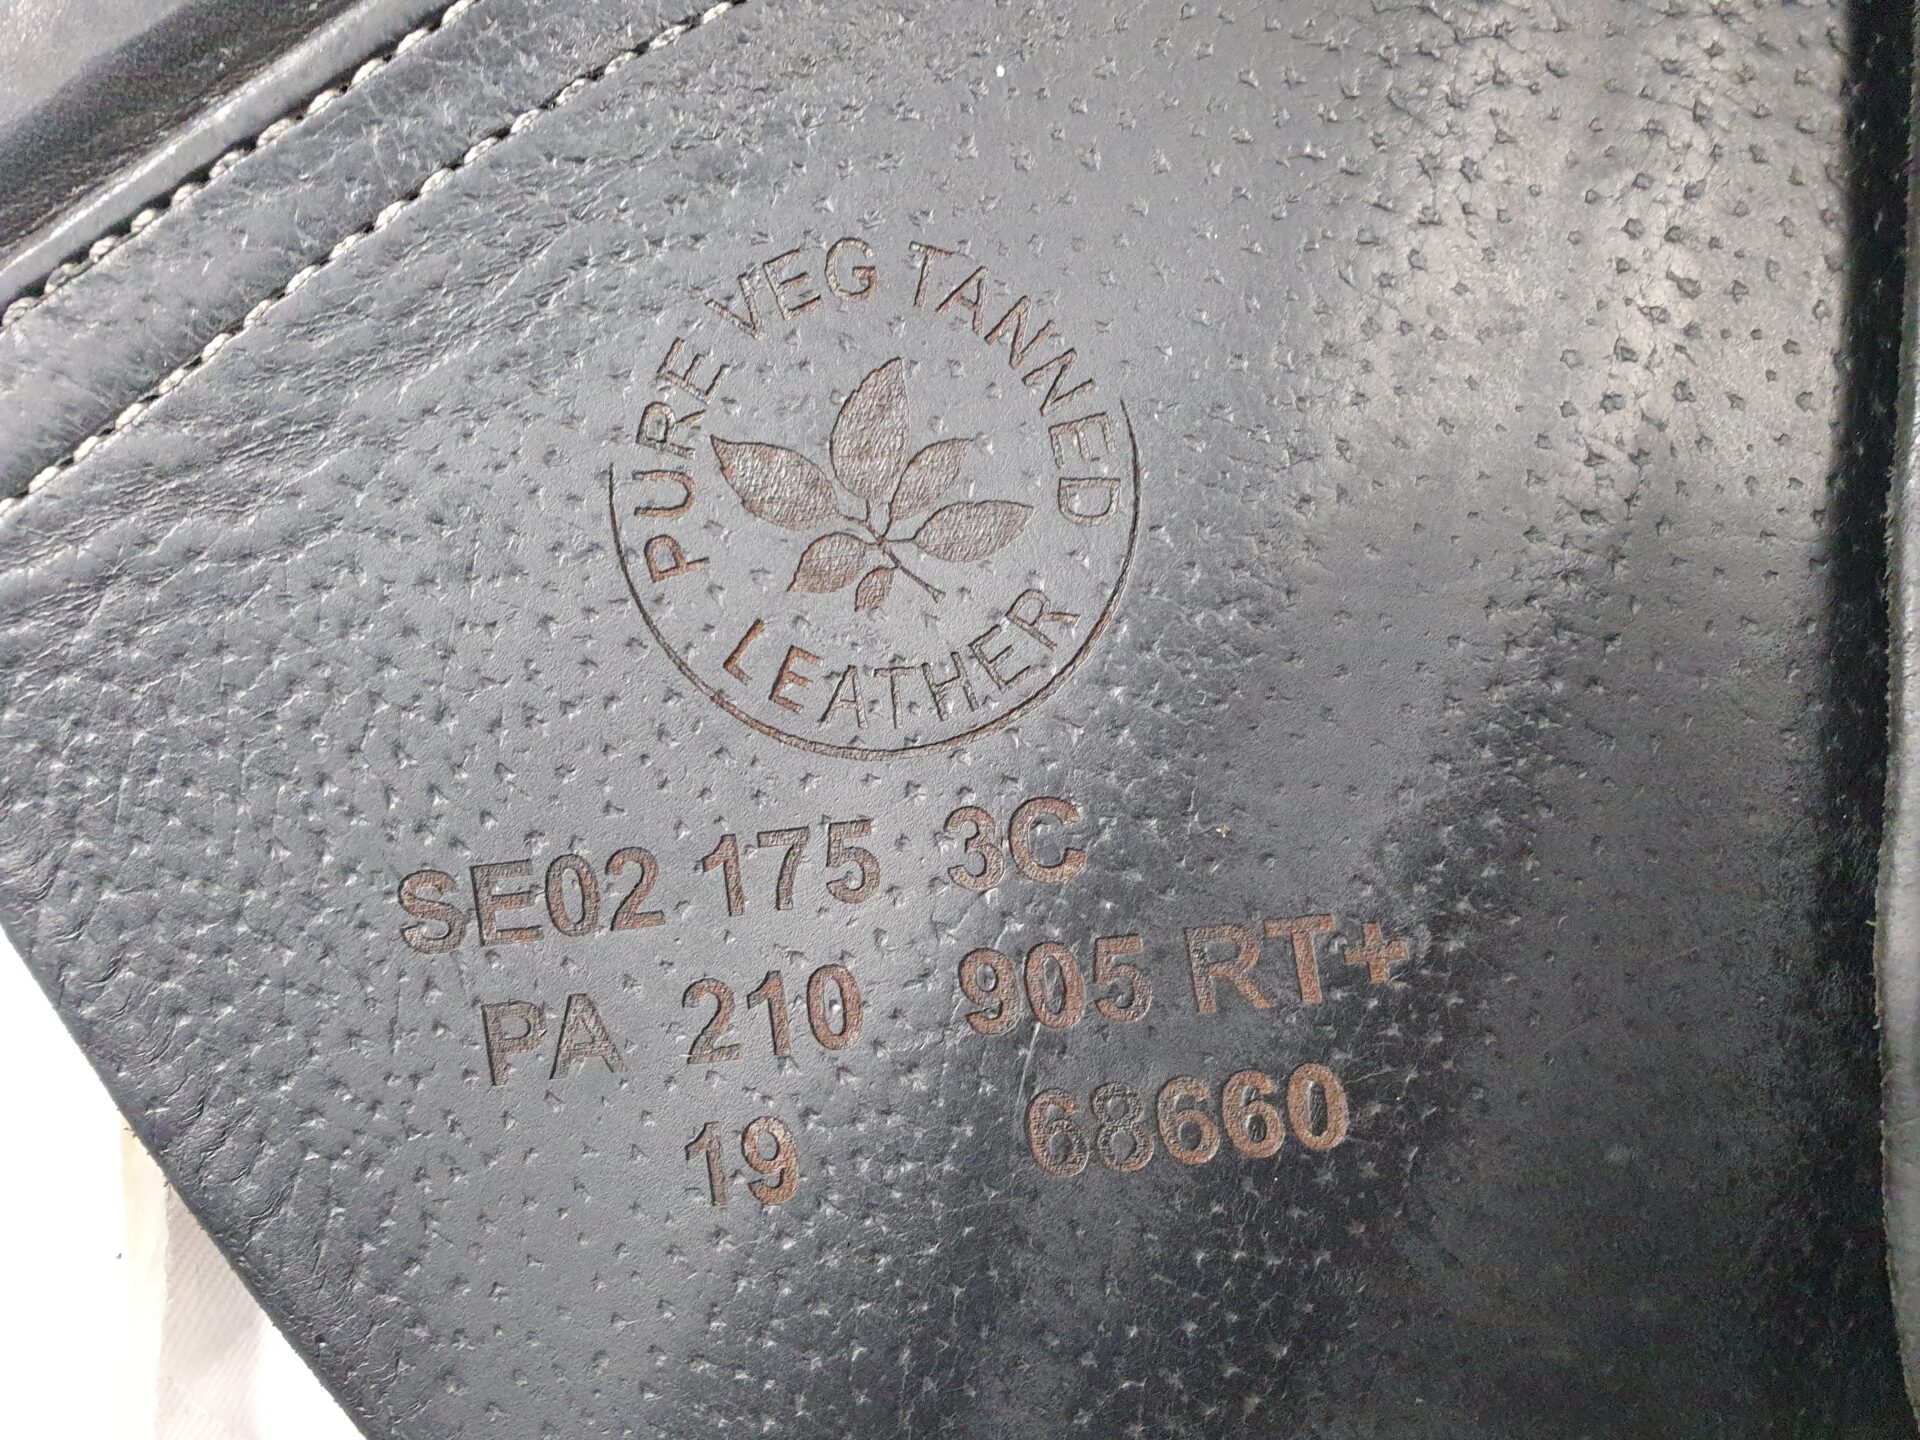 PURE VEG TANNED
LEATHER
SE02 175 3C
PA 210 905 RT+
19 68660